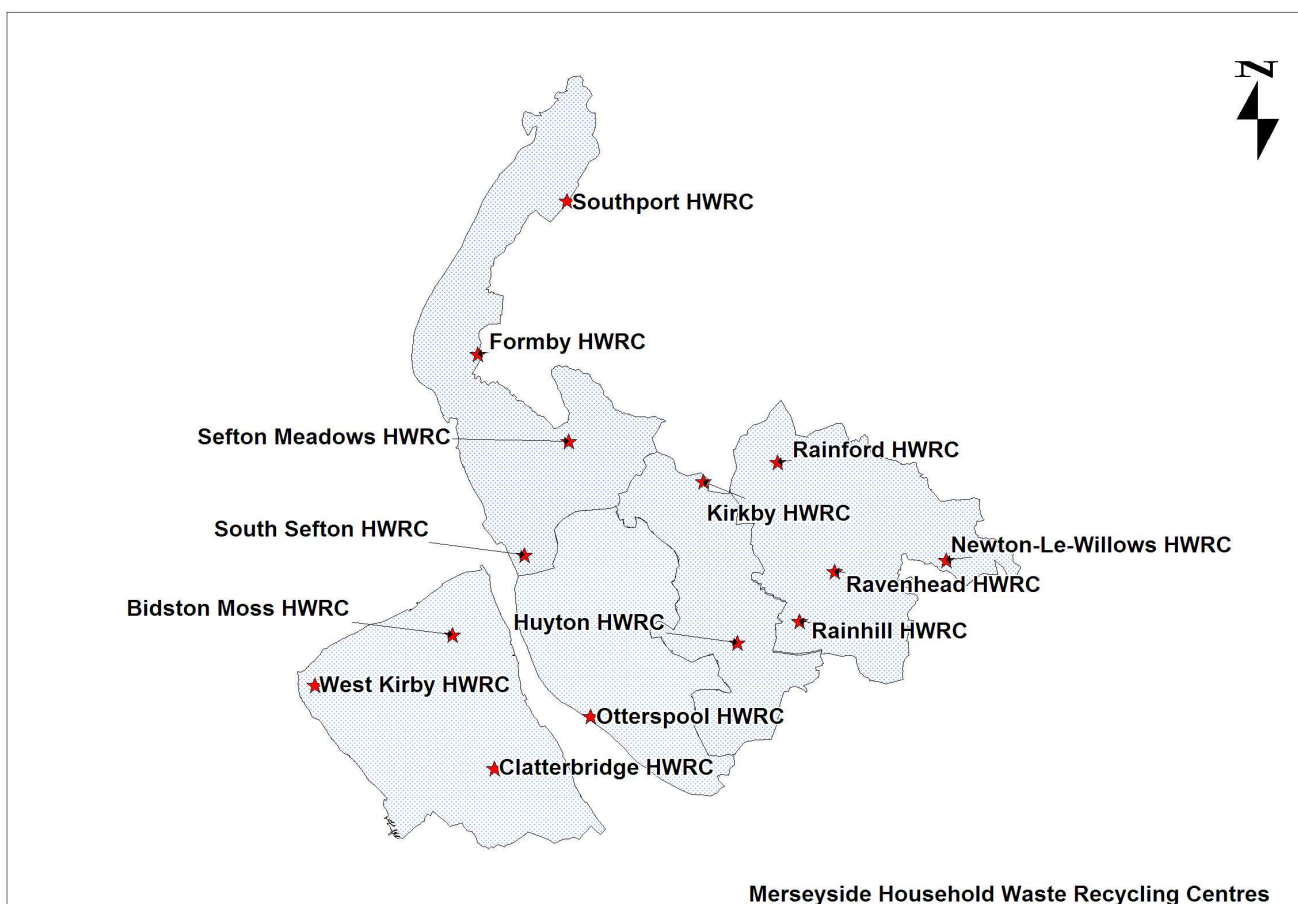 N
Southport HWRC
Formby HWRC
Sefton Meadows HWRC
Rainford HWRC
Kirkby HWRC
South Sefton HWRC
Newton-Le-Willows HWRC
Ravenhead HWRC
Bidston Moss HWRC
Huyton HWRC
Rainhill HWRC
West Kirby HWRC
Otterspool HWRC
Clatterbridge HWRC
Merseyside Household Waste Recycling Centres